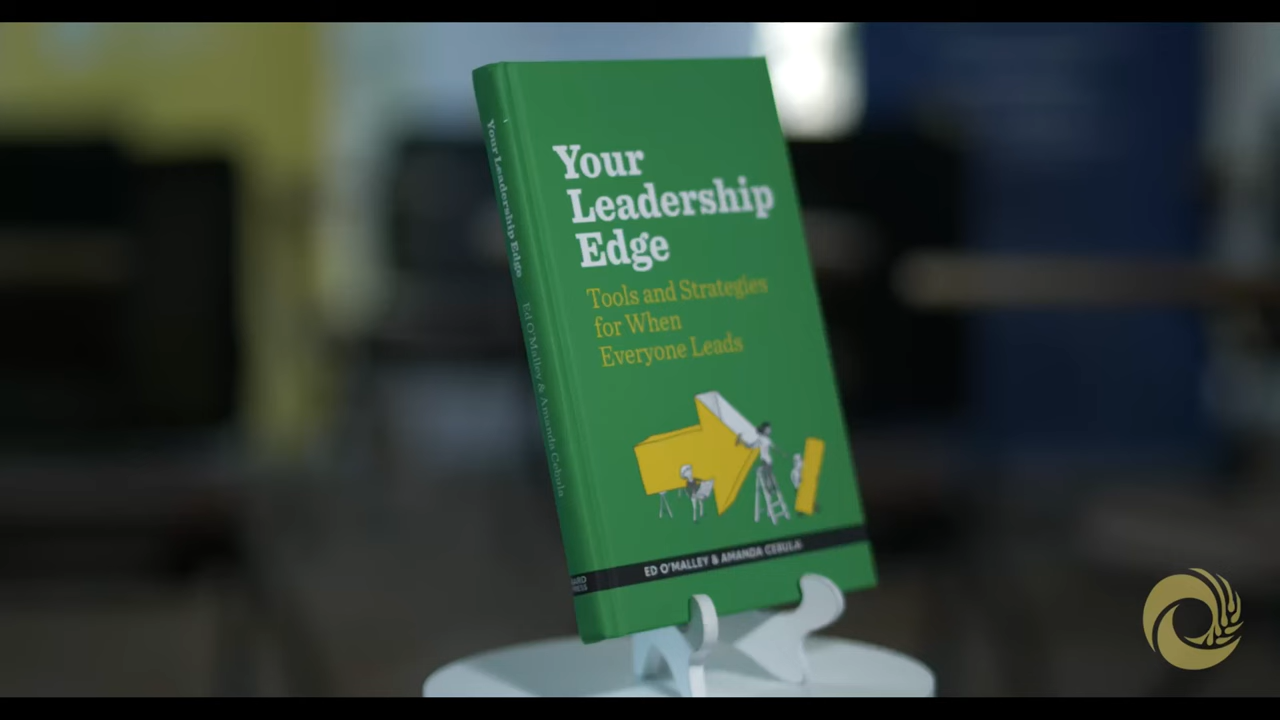 Your
Leadership
Edge
Tools and Strategies
for When
Everyone Leads
ED O'MALLEY & AMANDA CEBULA
Your Leadership Edge Ed O'Malley & Amanda Cebula